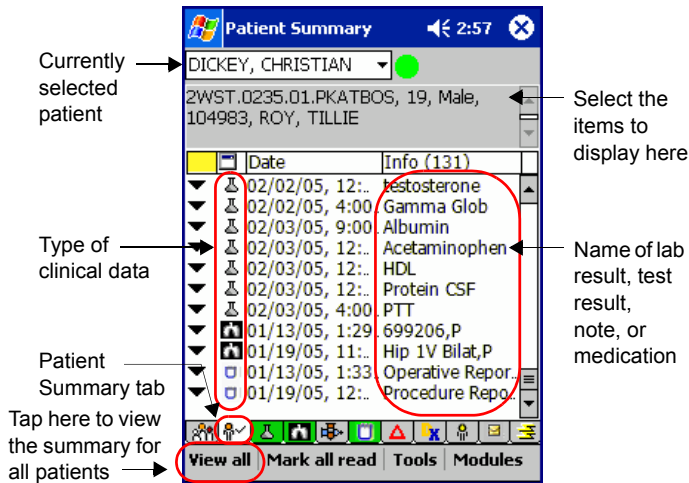 Patient Summary 2:57
Currently
selected
patient
DICKEY, CHRISTIAN
2WST.0235.01.PKATBOS, 19, Male,
104983, ROY, TILLIE
Select the
items to
display here
Date Info (131)
02/02/05, 12:.. testosterone
02/02/05, 4:00. Gamma Glob
02/03/05, 9:00. Albumin
02/03/05, 12:.. Acetaminophen
02/03/05, 12:.. HDL
02/03/05, 12:.. Protein CSF
02/03/05, 4:00. PTT
01/13/05, 1:29. 699206,P
01/19/05, 11:.. Hip 1V Bilat,P
01/13/05, 1:33. Operative Repor..
01/19/05, 12:.. Procedure Repo..
Type of
clinical data
Name of lab
result, test
result,
note, or
medication
Patient
Summary tab
Tap here to view
the summary for
all patients
View all Mark all read Tools Modules